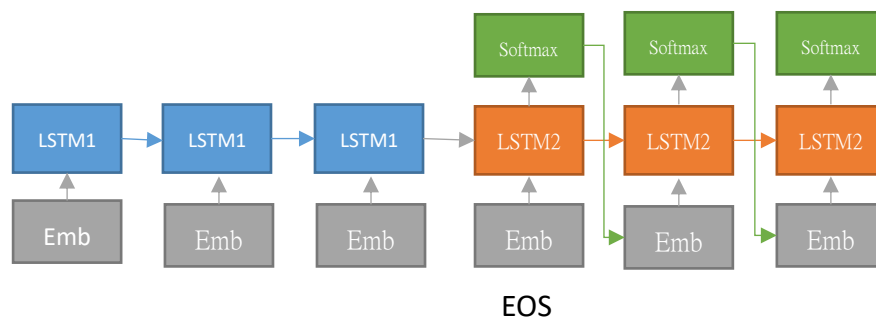 Softmax Softmax Softmax
LSTM1 LSTM1 LSTM1 LSTM2 LSTM2 LSTM2
Emb Emb Emb Emb Emb Emb
EOS